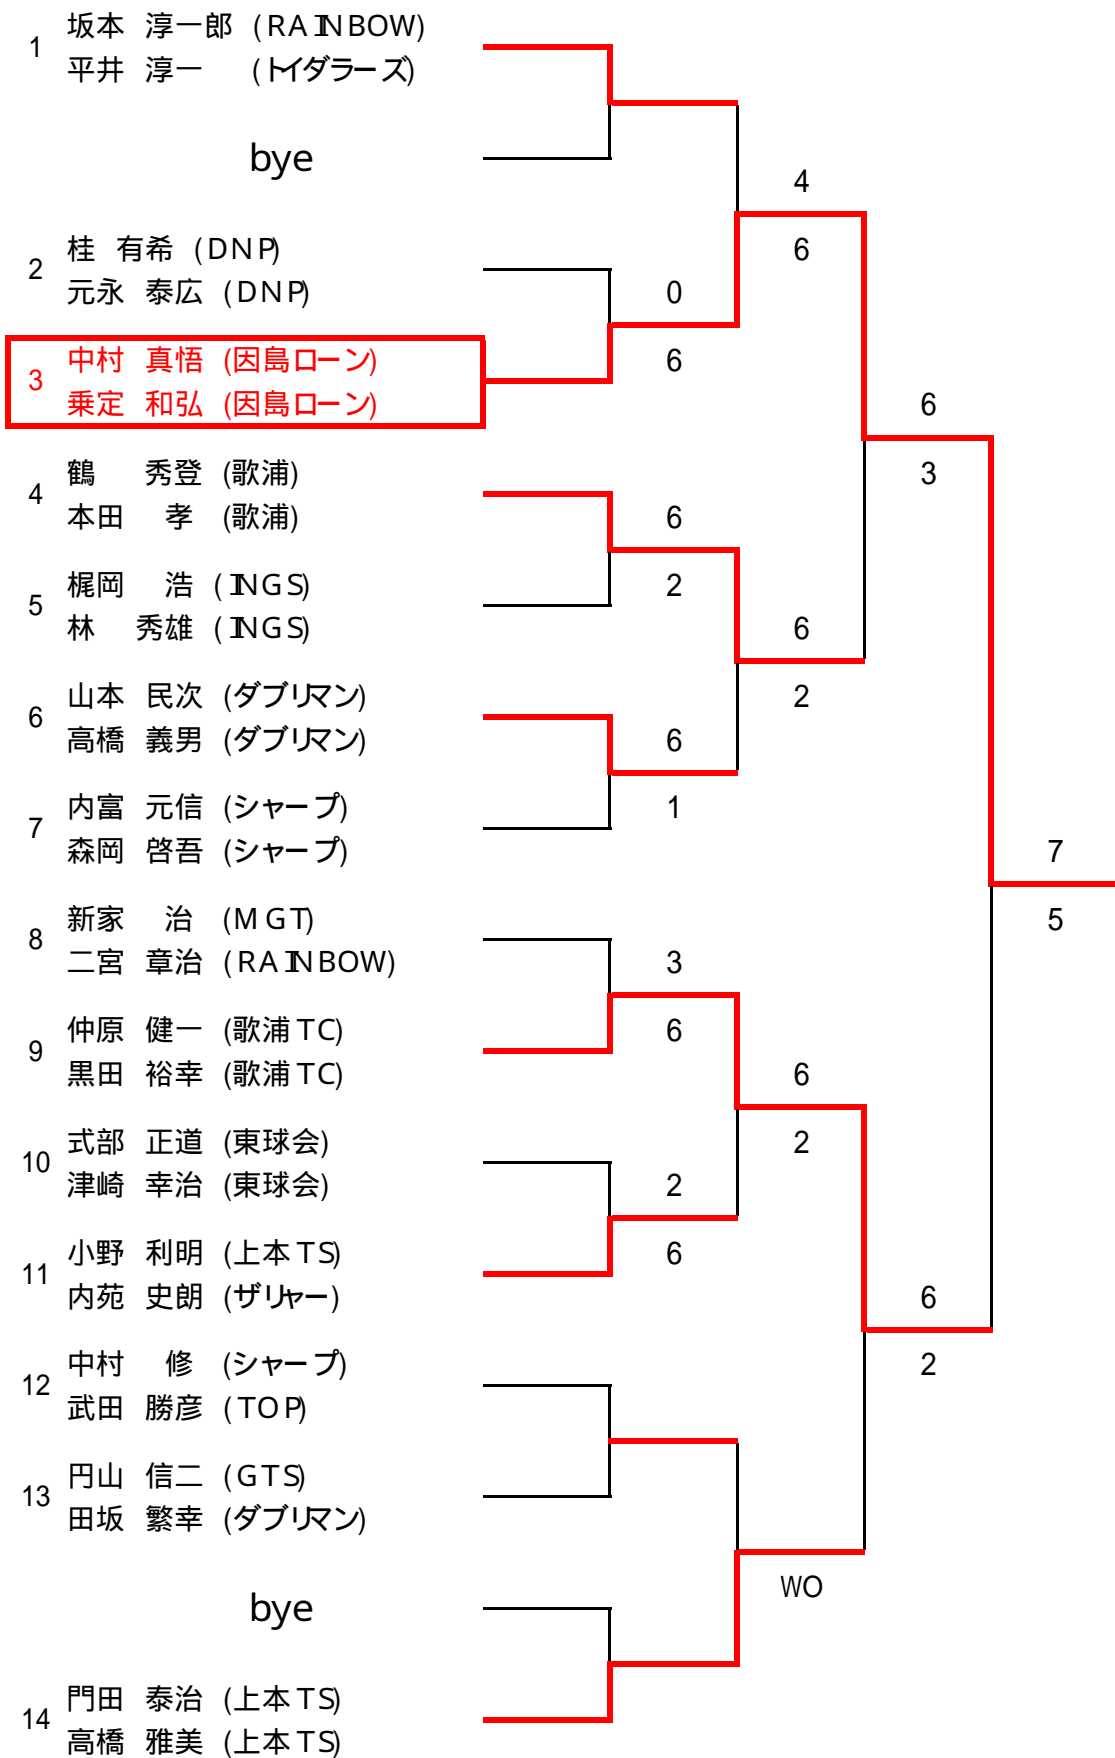 1
坂本 淳一郎 (RAINBOW)
平井 淳一 (トイダラーズ)
bye
4
2
桂 有希 (DNP)
元永 泰広 (DNP)
6
0
3
中村 真悟 (因島ローン)
乗定 和弘 (因島ローン)
6
6
4
鶴 秀登 (歌浦)
本田 孝 (歌浦)
3
6
5
梶岡 浩 (INGS)
林 秀雄 (INGS)
2
6
6
山本 民次 (ダブリマン)
高橋 義男 (ダブリマン)
2
6
7
内富 元信 (シャープ)
森岡 啓吾 (シャープ)
1
7
8
新家 治 (MGT)
二宮 章治 (RAINBOW)
5
3
9
仲原 健一 (歌浦TC)
黒田 裕幸 (歌浦TC)
6
6
10
式部 正道 (東球会)
津崎 幸治 (東球会)
2
2
11
小野 利明 (上本TS)
内苑 史朗 (ザリャー)
6
6
12
中村 修 (シャープ)
武田 勝彦 (TOP)
2
13
円山 信二 (GTS)
田坂 繁幸 (ダブリマン)
WO
bye
14
門田 泰治 (上本TS)
高橋 雅美 (上本TS)